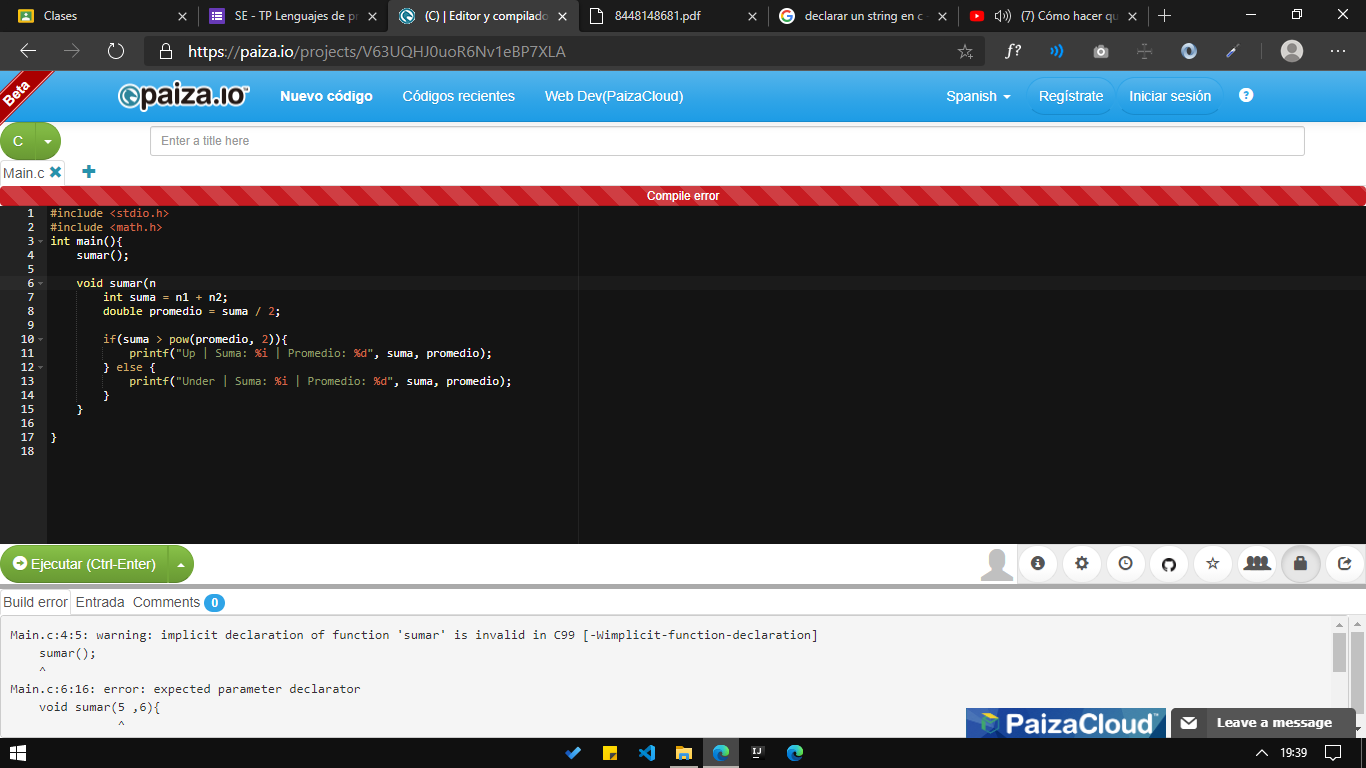 Clases
SE - TP Lenguajes de pr
(C) | Editor y compilado
8448148681.pdf
declarar un string en c -
(7) Cómo hacer qu
https://paiza.io/projects/V63UQHJ0uoR6Nv1eBP7XLA
f?
Beta
paiza.io
Nuevo código
Códigos recientes
Web Dev(PaizaCloud)
Spanish
Regístrate
Iniciar sesión
?
C
Enter a title here
Main.c
Compile error
1 #include <stdio.h>
2 #include <math.h>
3 int main(){
4 sumar();
5
6 void sumar(n
7 int suma = n1 + n2;
8 double promedio = suma / 2;
9
10 if(suma > pow(promedio, 2)){
11 printf("Up | Suma: %i | Promedio: %d", suma, promedio);
12 } else {
13 printf("Under | Suma: %i | Promedio: %d", suma, promedio);
14 }
15 }
16
17 }
18
Ejecutar (Ctrl-Enter)
Build error
Entrada
Comments 0
Main.c:4:5: warning: implicit declaration of function 'sumar' is invalid in C99 [-Wimplicit-function-declaration]
sumar();
^
Main.c:6:16: error: expected parameter declarator
void sumar(5 ,6){
^
PaizaCloud
Leave a message
IJ
19:39